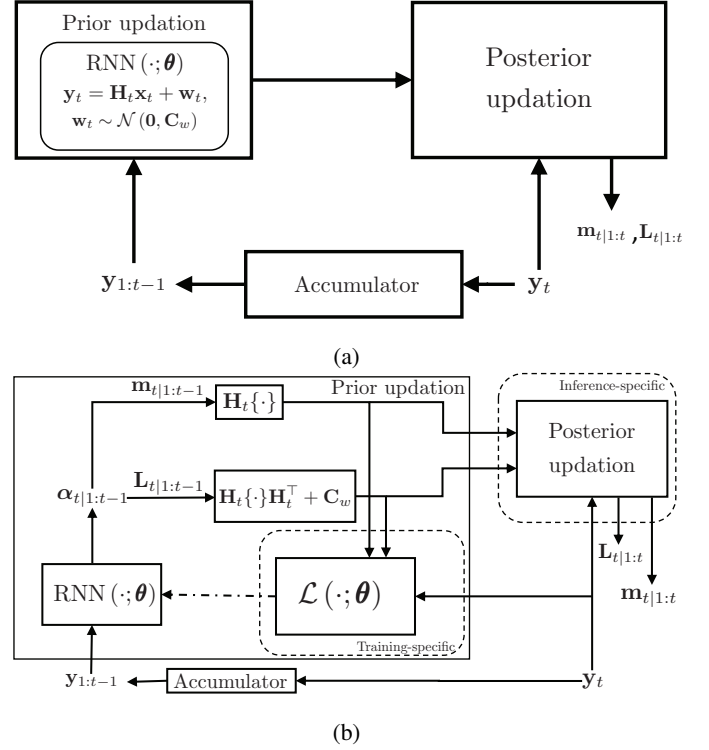 Prior updation
RNN (·;θ)
y_t = H_t x_t + w_t,
w_t ∼ 𝒩 (0, C_w)
Posterior
updation
m_{t|1:t} , L_{t|1:t}
y_{1:t−1}
Accumulator
y_t
(a)
m_{t|1:t−1}
H_t{·}
Prior updation
Inference-specific
Posterior
updation
α_{t|1:t−1}
L_{t|1:t−1}
H_t{·}H_t^⊤ + C_w
L_{t|1:t}
m_{t|1:t}
RNN (·;θ)
ℒ (·;θ)
Training-specific
y_{1:t−1}
Accumulator
y_t
(b)